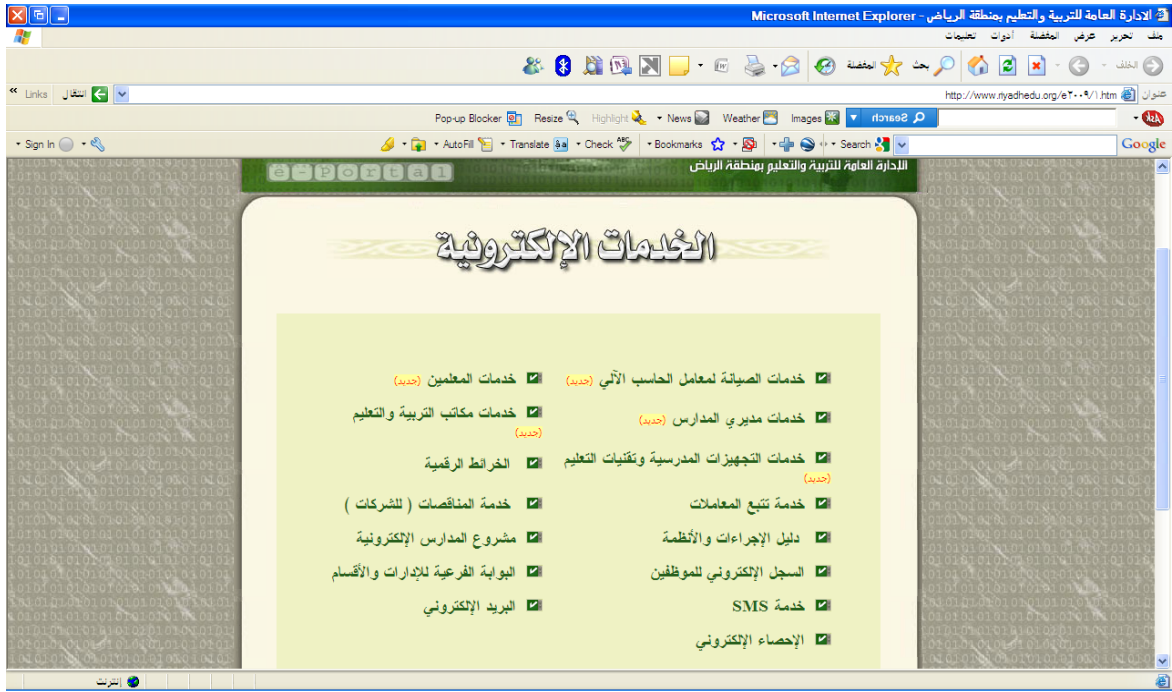 الادارة العامة للتربية والتعليم بمنطقة الرياض - Microsoft Internet Explorer
ملف تحرير عرض المفضلة أدوات تعليمات
الخلف بحث المفضلة
عنوان http://www.riyadhedu.org/e٢٠٠٩/١.htm انتقال Links
Ask Search Images Weather News Highlight Resize Pop-up Blocker
Google Search Bookmarks Check Translate AutoFill Sign In
الإدارة العامة للتربية والتعليم بمنطقة الرياض
e-Portal
الخدمات الإلكترونية
خدمات الصيانة لمعامل الحاسب الآلي (جديد)
خدمات المعلمين (جديد)
خدمات مديري المدارس (جديد)
خدمات مكاتب التربية والتعليم
(جديد)
خدمات التجهيزات المدرسية وتقنيات التعليم
(جديد)
الخرائط الرقمية
خدمة تتبع المعاملات
خدمة المناقصات ( للشركات )
دليل الإجراءات والأنظمة
مشروع المدارس الإلكترونية
السجل الإلكتروني للموظفين
البوابة الفرعية للإدارات والأقسام
خدمة SMS
البريد الإلكتروني
الإحصاء الإلكتروني
إنترنت